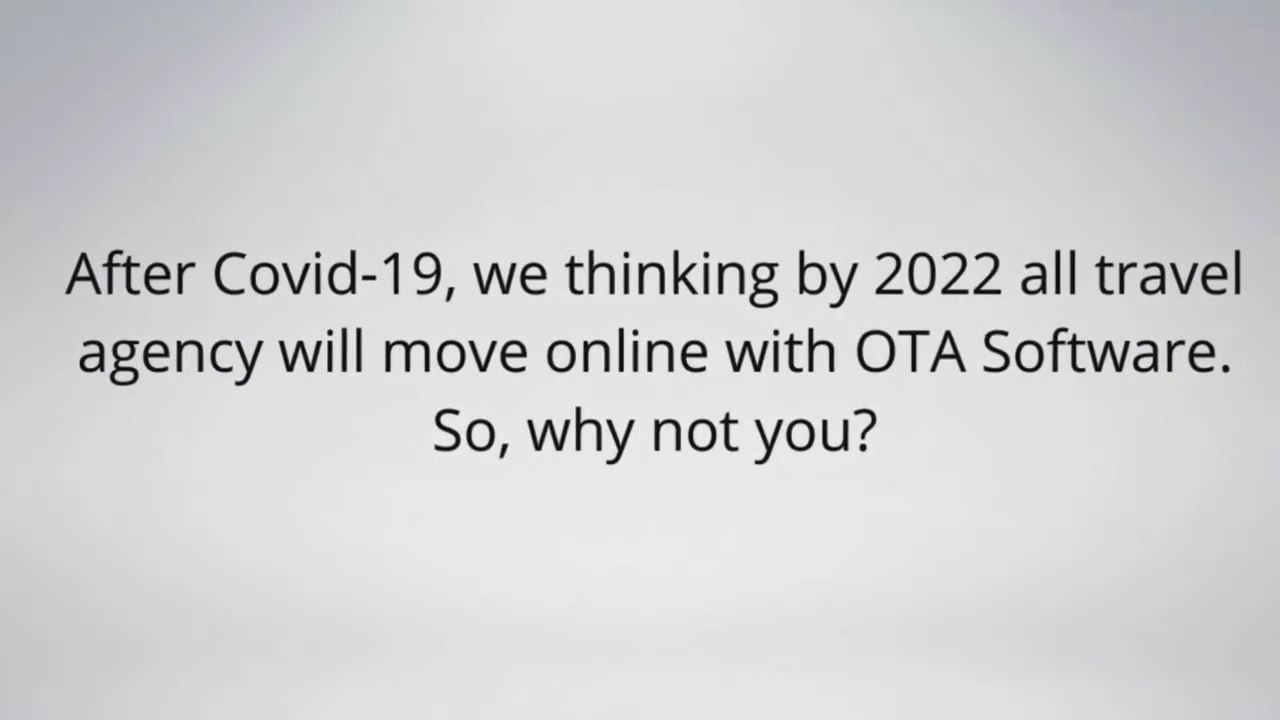 After Covid-19, we thinking by 2022 all travel
agency will move online with OTA Software.
So, why not you?